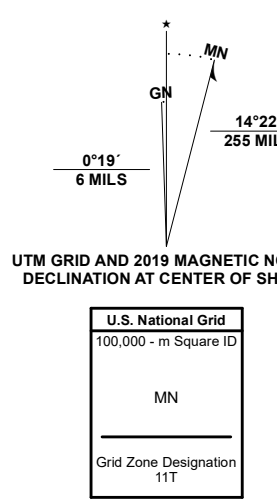 ★
MN
GN
14°22
255 MIL
0°19´
6 MILS
UTM GRID AND 2019 MAGNETIC NO
DECLINATION AT CENTER OF SH
U.S. National Grid
100,000 - m Square ID
MN
Grid Zone Designation
11T